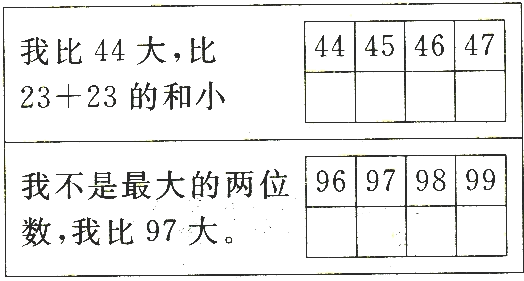 我比 44 大,比
23+23 的和小
44 45 46 47
我不是最大的两位
数,我比 97 大。
96 97 98 99